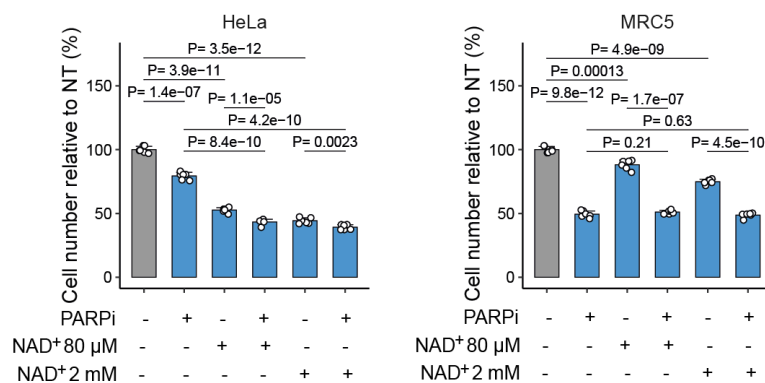 HeLa
Cell number relative to NT (%)
150
100
50
0
P= 3.5e−12
P= 3.9e−11
P= 1.4e−07
P= 1.1e−05
P= 4.2e−10
P= 8.4e−10
P= 0.0023
PARPi - + - + - +
NAD+ 80 µM - - + + - -
NAD+ 2 mM - - - - + +
MRC5
Cell number relative to NT (%)
150
100
50
0
P= 4.9e−09
P= 0.00013
P= 9.8e−12
P= 1.7e−07
P= 0.63
P= 0.21
P= 4.5e−10
PARPi - + - + - +
NAD+ 80 µM - - + + - -
NAD+ 2 mM - - - - + +